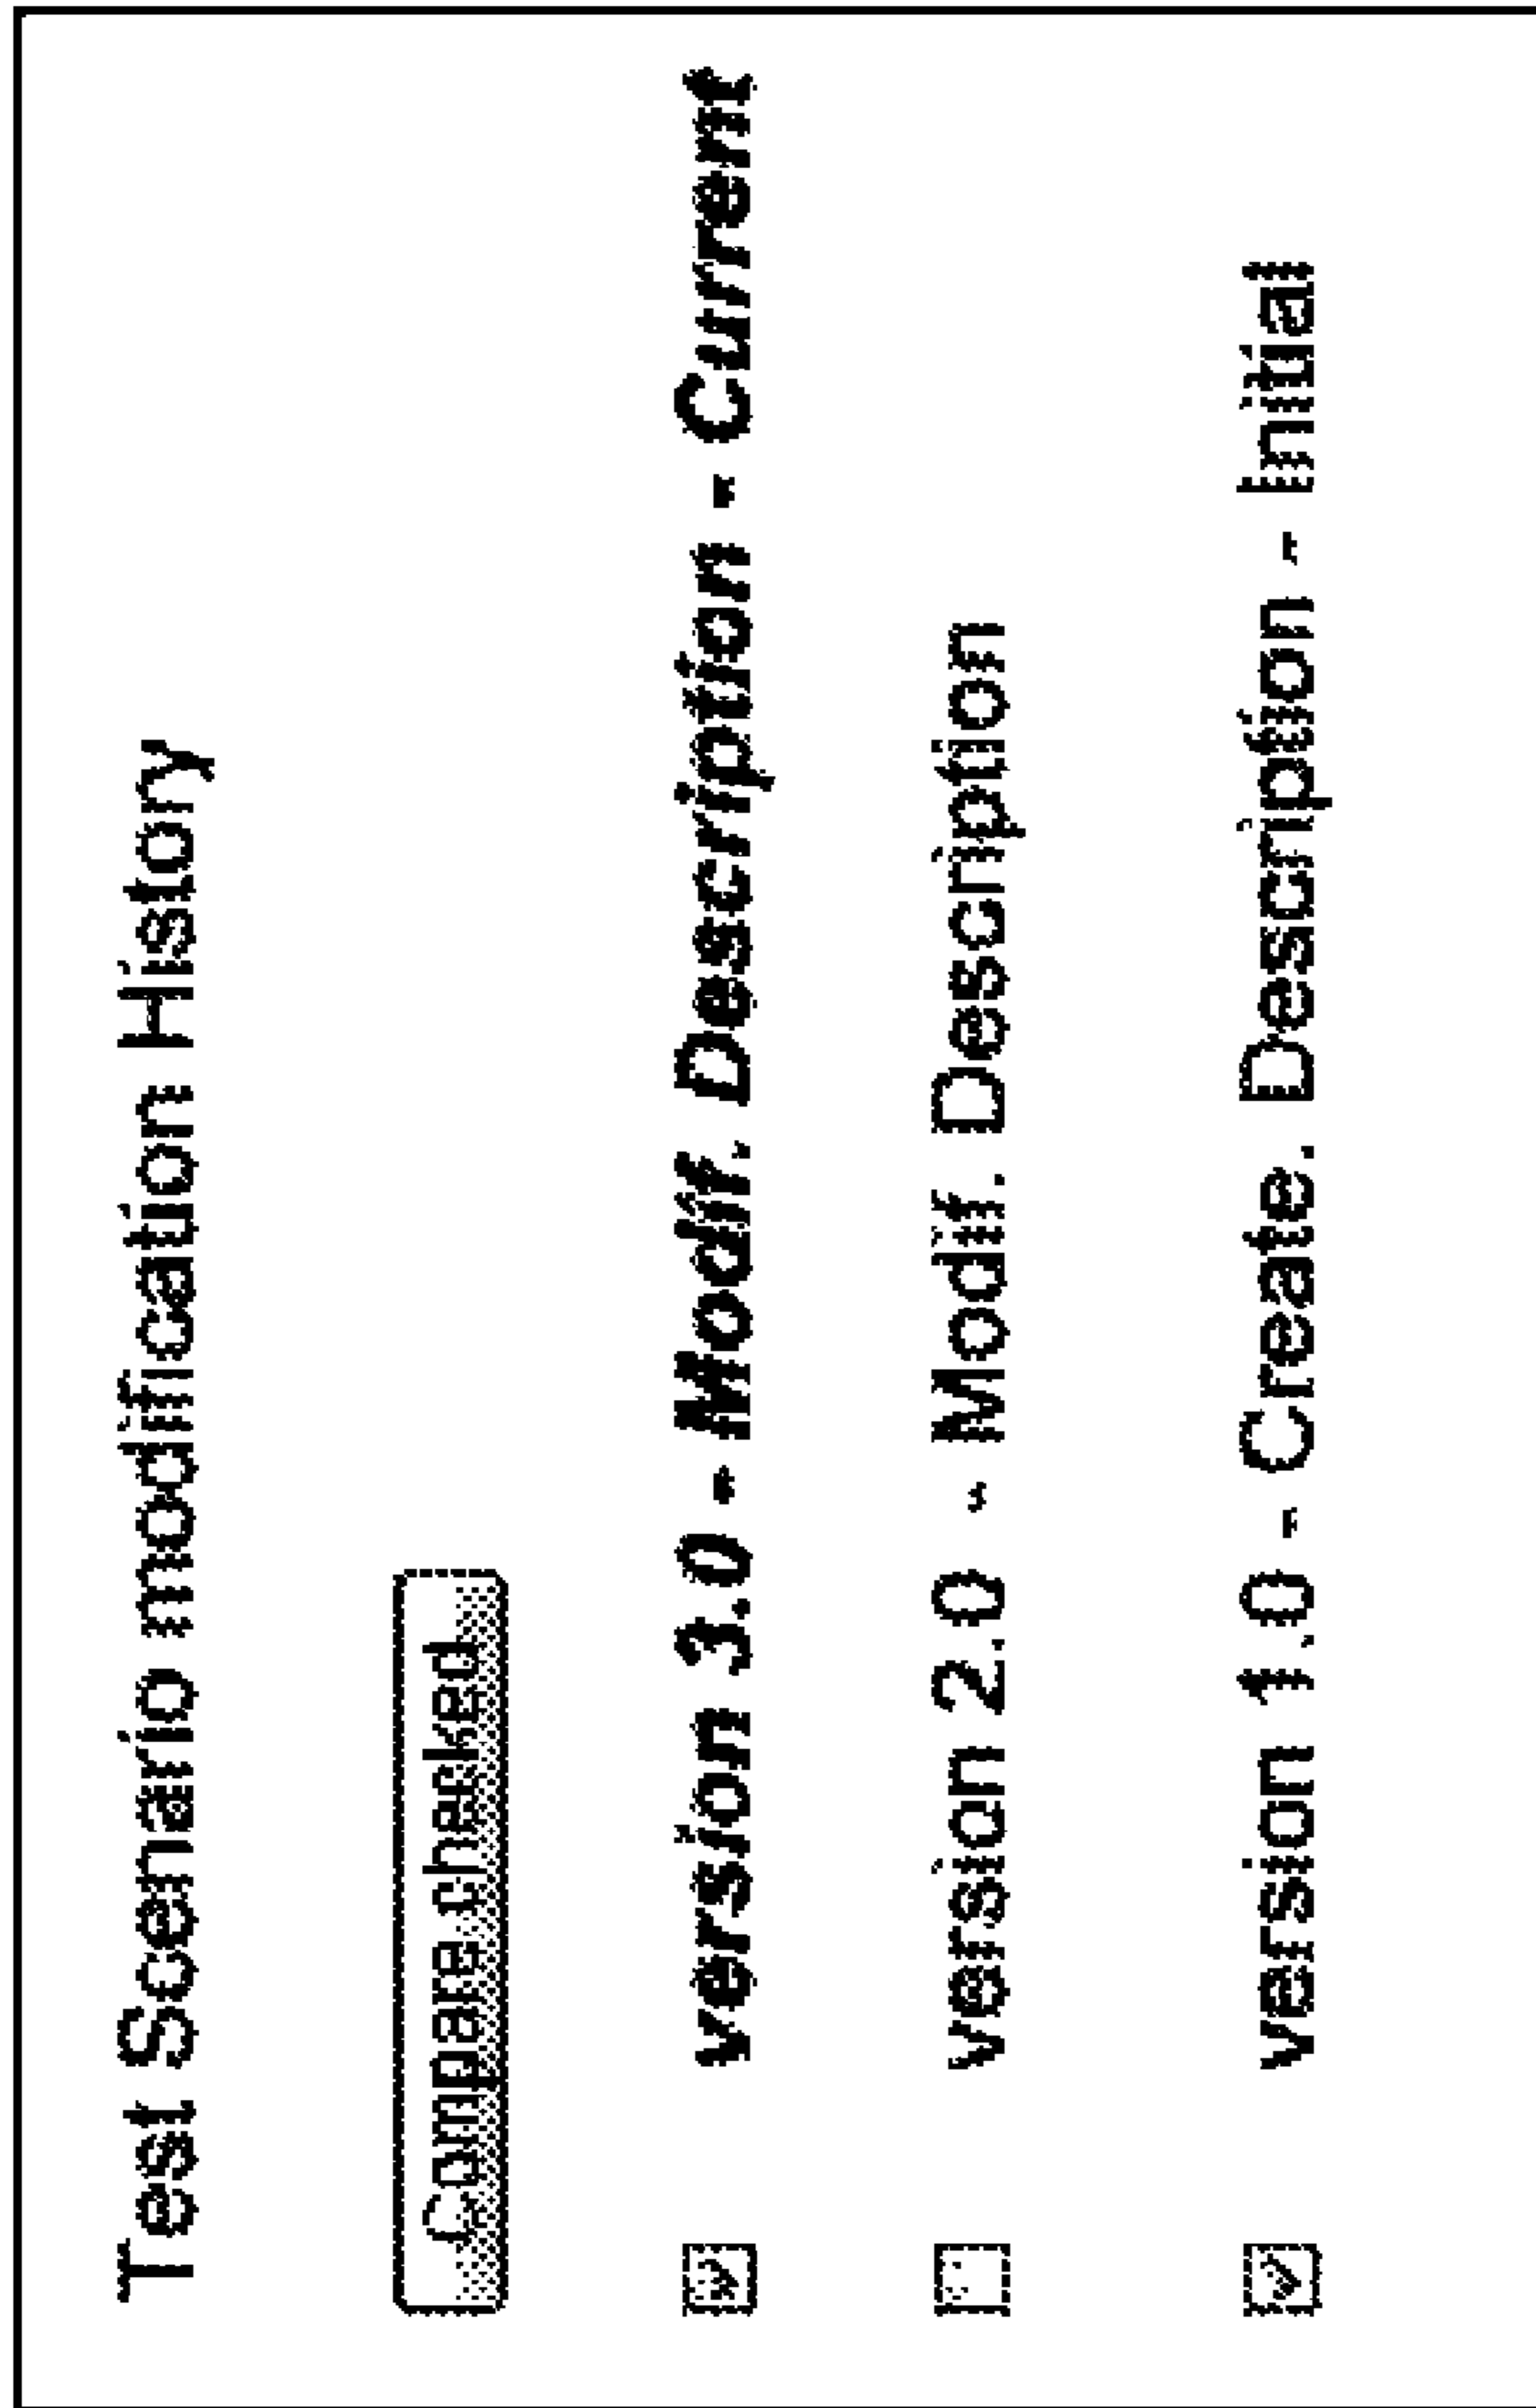 Test Scenario modification History
Compare checked
version 3.0 - Modif. Description - Current
version 2.0 - Modif. Description
version 1.0 - Create. Description - Initial